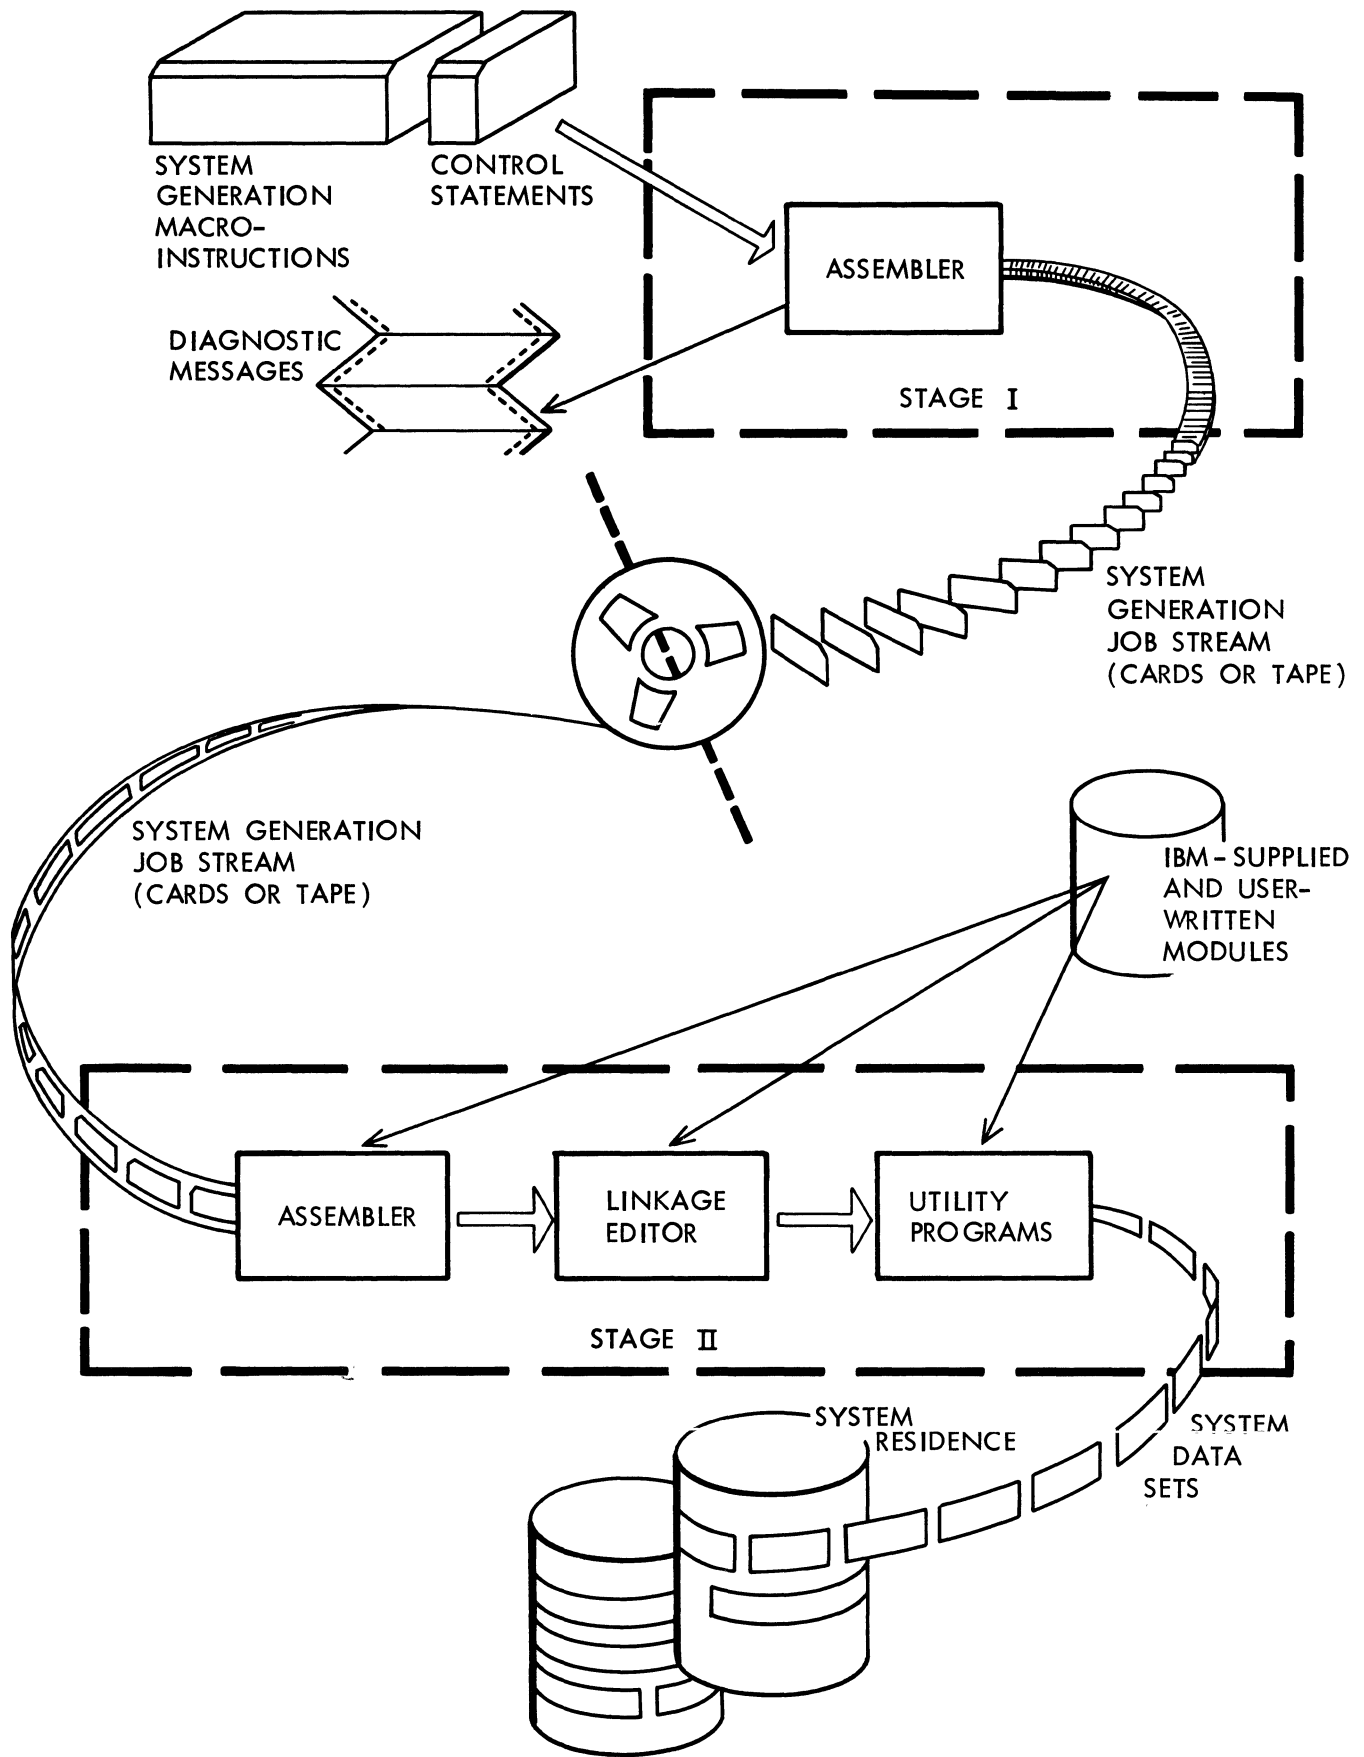 SYSTEM
GENERATION
MACRO-
INSTRUCTIONS
CONTROL
STATEMENTS
ASSEMBLER
DIAGNOSTIC
MESSAGES
STAGE I
SYSTEM
GENERATION
JOB STREAM
(CARDS OR TAPE)
SYSTEM GENERATION
JOB STREAM
(CARDS OR TAPE)
IBM-SUPPLIED
AND USER-
WRITTEN
MODULES
ASSEMBLER
LINKAGE
EDITOR
UTILITY
PROGRAMS
STAGE II
SYSTEM
RESIDENCE
SYSTEM
DATA
SETS